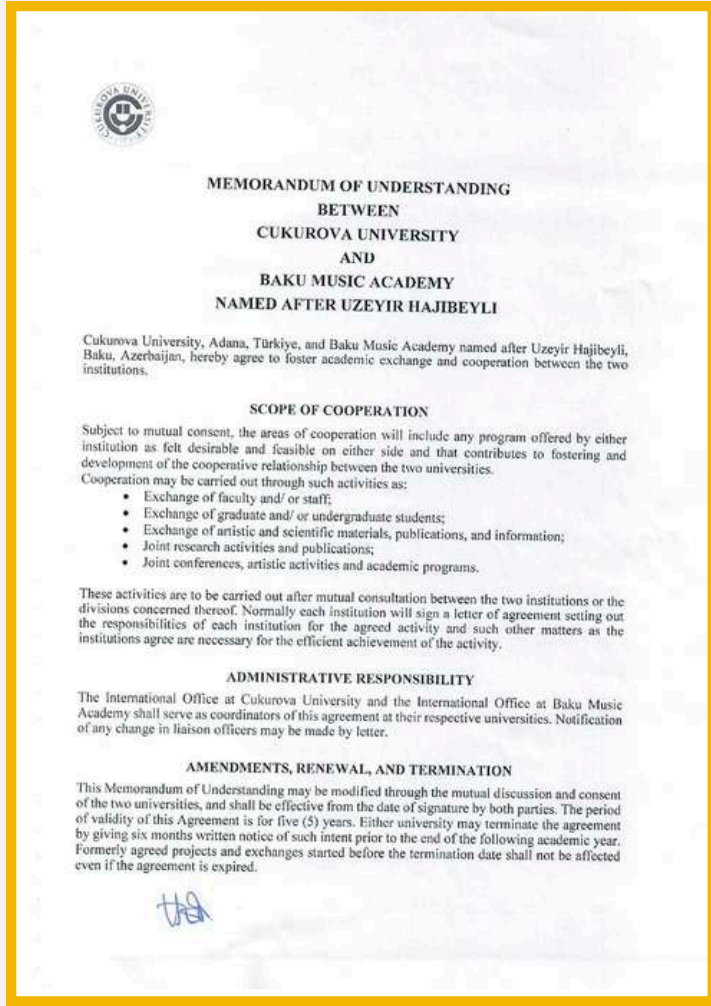 CUKUROVA UNIVERSITY
MEMORANDUM OF UNDERSTANDING
BETWEEN
CUKUROVA UNIVERSITY
AND
BAKU MUSIC ACADEMY
NAMED AFTER UZEYIR HAJIBEYLI
Cukurova University, Adana, Türkiye, and Baku Music Academy named after Uzeyir Hajibeyli,
Baku, Azerbaijan, hereby agree to foster academic exchange and cooperation between the two
institutions.
SCOPE OF COOPERATION
Subject to mutual consent, the areas of cooperation will include any program offered by either
institution as felt desirable and feasible on either side and that contributes to fostering and
development of the cooperative relationship between the two universities.
Cooperation may be carried out through such activities as:
• Exchange of faculty and/ or staff;
• Exchange of graduate and/ or undergraduate students;
• Exchange of artistic and scientific materials, publications, and information;
• Joint research activities and publications;
• Joint conferences, artistic activities and academic programs.
These activities are to be carried out after mutual consultation between the two institutions or the
divisions concerned thereof. Normally each institution will sign a letter of agreement setting out
the responsibilities of each institution for the agreed activity and such other matters as the
institutions agree are necessary for the efficient achievement of the activity.
ADMINISTRATIVE RESPONSIBILITY
The International Office at Cukurova University and the International Office at Baku Music
Academy shall serve as coordinators of this agreement at their respective universities. Notification
of any change in liaison officers may be made by letter.
AMENDMENTS, RENEWAL, AND TERMINATION
This Memorandum of Understanding may be modified through the mutual discussion and consent
of the two universities, and shall be effective from the date of signature by both parties. The period
of validity of this Agreement is for five (5) years. Either university may terminate the agreement
by giving six months written notice of such intent prior to the end of the following academic year.
Formerly agreed projects and exchanges started before the termination date shall not be affected
even if the agreement is expired.